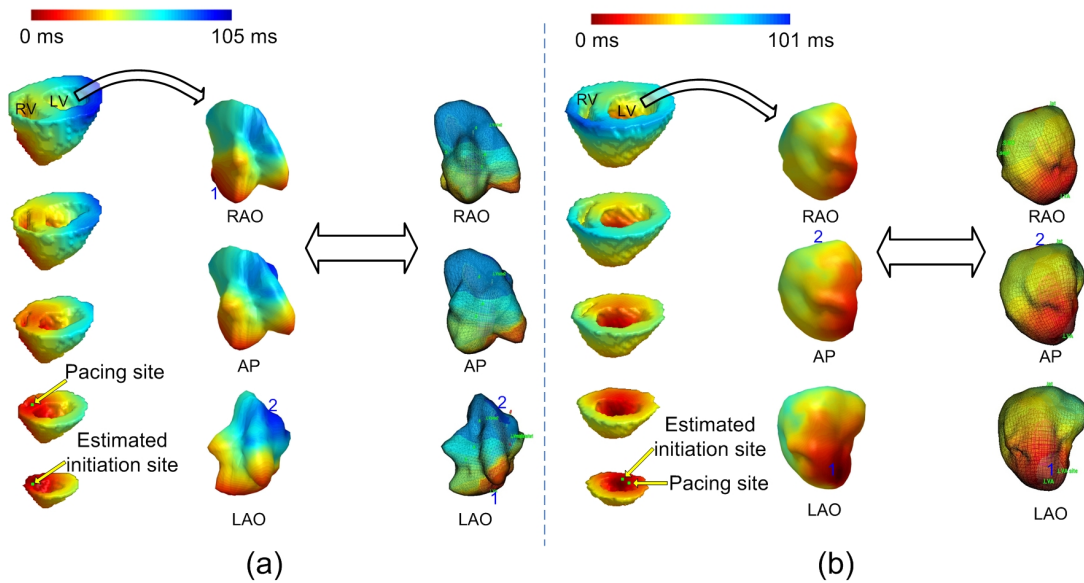 0 ms
105 ms
RV
LV
1
RAO
RAO
AP
AP
Pacing site
Estimated
initiation site
2
LAO
2
1
LAO
(a)
0 ms
101 ms
RV
LV
RAO
RAO
2
2
AP
AP
Estimated
initiation site
Pacing site
1
LAO
1
LVA
LAO
(b)